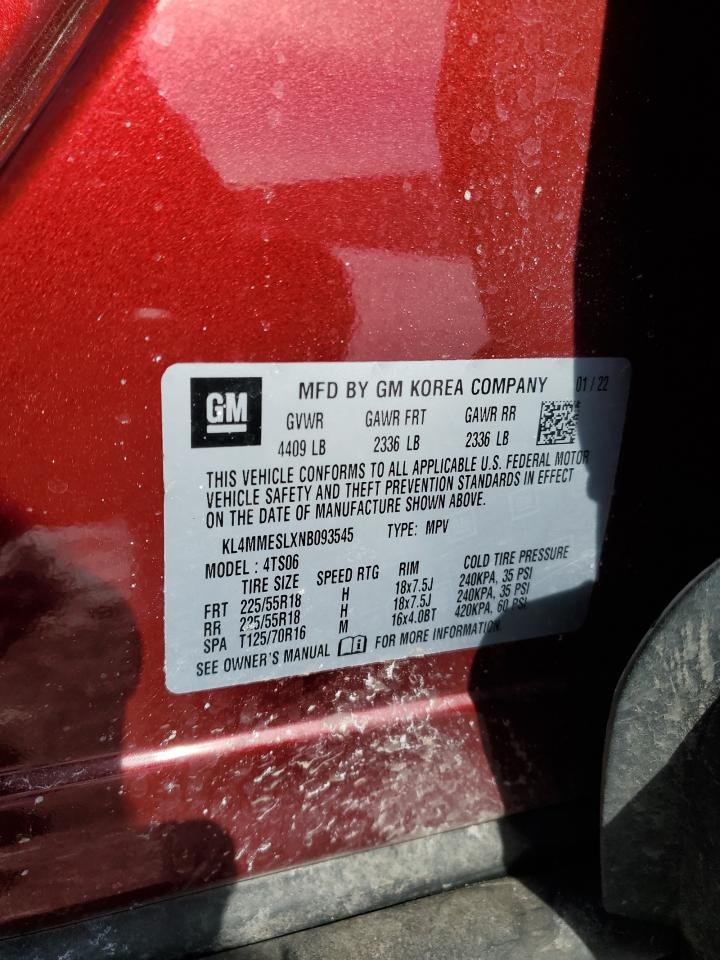 GM
MFD BY GM KOREA COMPANY 01 / 22
GVWR GAWR FRT GAWR RR
4409 LB 2336 LB 2336 LB
THIS VEHICLE CONFORMS TO ALL APPLICABLE U.S. FEDERAL MOTOR
VEHICLE SAFETY AND THEFT PREVENTION STANDARDS IN EFFECT
ON THE DATE OF MANUFACTURE SHOWN ABOVE.
KL4MMESLXNB093545 TYPE: MPV
MODEL : 4TS06
TIRE SIZE SPEED RTG RIM COLD TIRE PRESSURE
FRT 225/55R18 H 18x7.5J 240KPA, 35 PSI
RR 225/55R18 H 18x7.5J 240KPA, 35 PSI
SPA T125/70R16 M 16x4.0BT 420KPA, 60 PSI
SEE OWNER'S MANUAL FOR MORE INFORMATION.